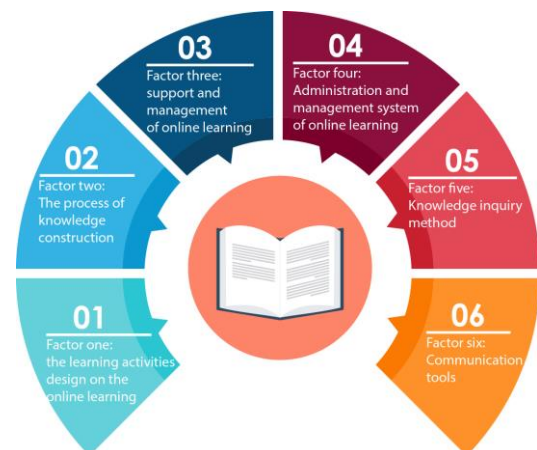 01
Factor one:
the learning activities
design on the
online learning
02
Factor two:
The process of
knowledge
construction
03
Factor three:
support and
management
of online learning
04
Factor four:
Administration and
management system
of online learning
05
Factor five:
Knowledge inquiry
method
06
Factor six:
Communication
tools